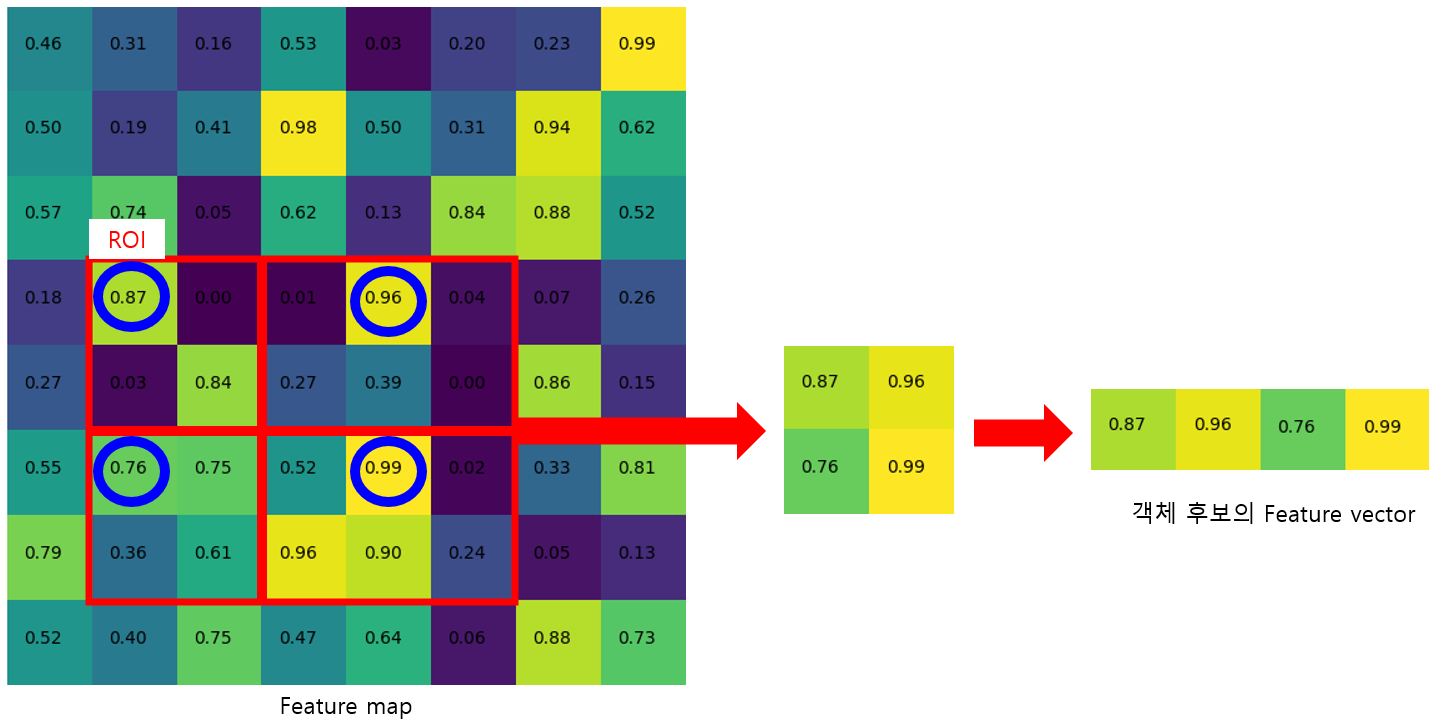 0.46 0.31 0.16 0.53 0.03 0.20 0.23 0.99
0.50 0.19 0.41 0.98 0.50 0.31 0.94 0.62
0.57 0.74 0.05 0.62 0.13 0.84 0.88 0.52
ROI
0.18 0.87 0.00 0.01 0.96 0.04 0.07 0.26
0.27 0.03 0.84 0.27 0.39 0.00 0.86 0.15
0.55 0.76 0.75 0.52 0.99 0.02 0.33 0.81
0.79 0.36 0.61 0.96 0.90 0.24 0.05 0.13
0.52 0.40 0.75 0.47 0.64 0.06 0.88 0.73
Feature map
0.87 0.96
0.76 0.99
0.87 0.96 0.76 0.99
객체 후보의 Feature vector